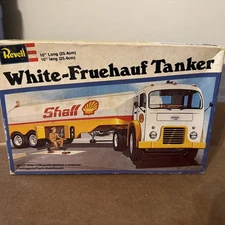 Revell
10" Long (25.4cm)
10" lang (25.4cm)
White-Fruehauf Tanker
Shell